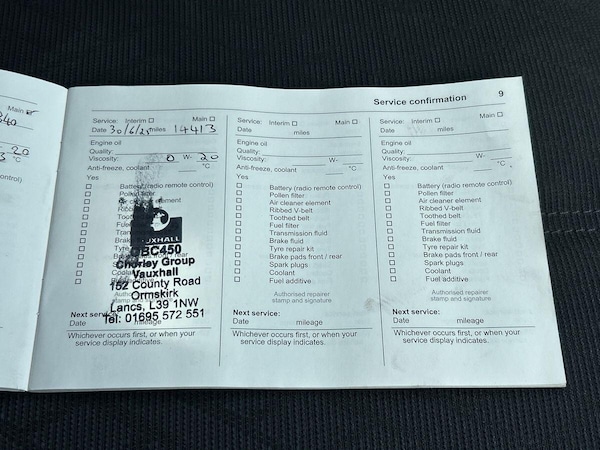 Main
340
20
3 °C
ontrol)
Service confirmation 9
Service: Interim Main
Date 30/6/25 miles 14413
Engine oil
Quality:
Viscosity: 0 W- 20
Anti-freeze, coolant °C
Yes
Battery (radio remote control)
Pollen filter
Air cleaner element
Brake
Tyre
Authorised
VAUXHALL
OBC450
Chorley Group
Vauxhall
152 County Road
Ormskirk
Lancs, L39 1NW
Tel: 01695 572 551
Next service:
Date mileage
Whichever occurs first, or when your
service display indicates.
Service: Interim Main
Date miles
Engine oil
Quality:
Viscosity: W-
Anti-freeze, coolant °C
Yes
Battery (radio remote control)
Pollen filter
Air cleaner element
Ribbed V-belt
Toothed belt
Fuel filter
Transmission fluid
Brake fluid
Tyre repair kit
Brake pads front / rear
Spark plugs
Coolant
Fuel additive
Authorised repairer
stamp and signature
Next service:
Date mileage
Whichever occurs first, or when your
service display indicates.
Service: Interim Main
Date miles
Engine oil
Quality:
Viscosity: W-
Anti-freeze, coolant °C
Yes
Battery (radio remote control)
Pollen filter
Air cleaner element
Ribbed V-belt
Toothed belt
Fuel filter
Transmission fluid
Brake fluid
Tyre repair kit
Brake pads front / rear
Spark plugs
Coolant
Fuel additive
Authorised repairer
stamp and signature
Next service:
Date mileage
Whichever occurs first, or when your
service display indicates.